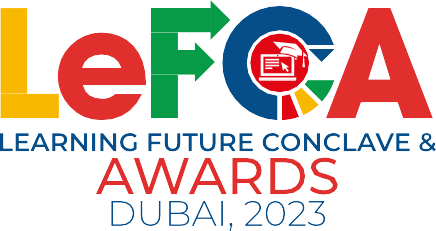 LeFCA
LEARNING FUTURE CONCLAVE &
AWARDS
DUBAI, 2023